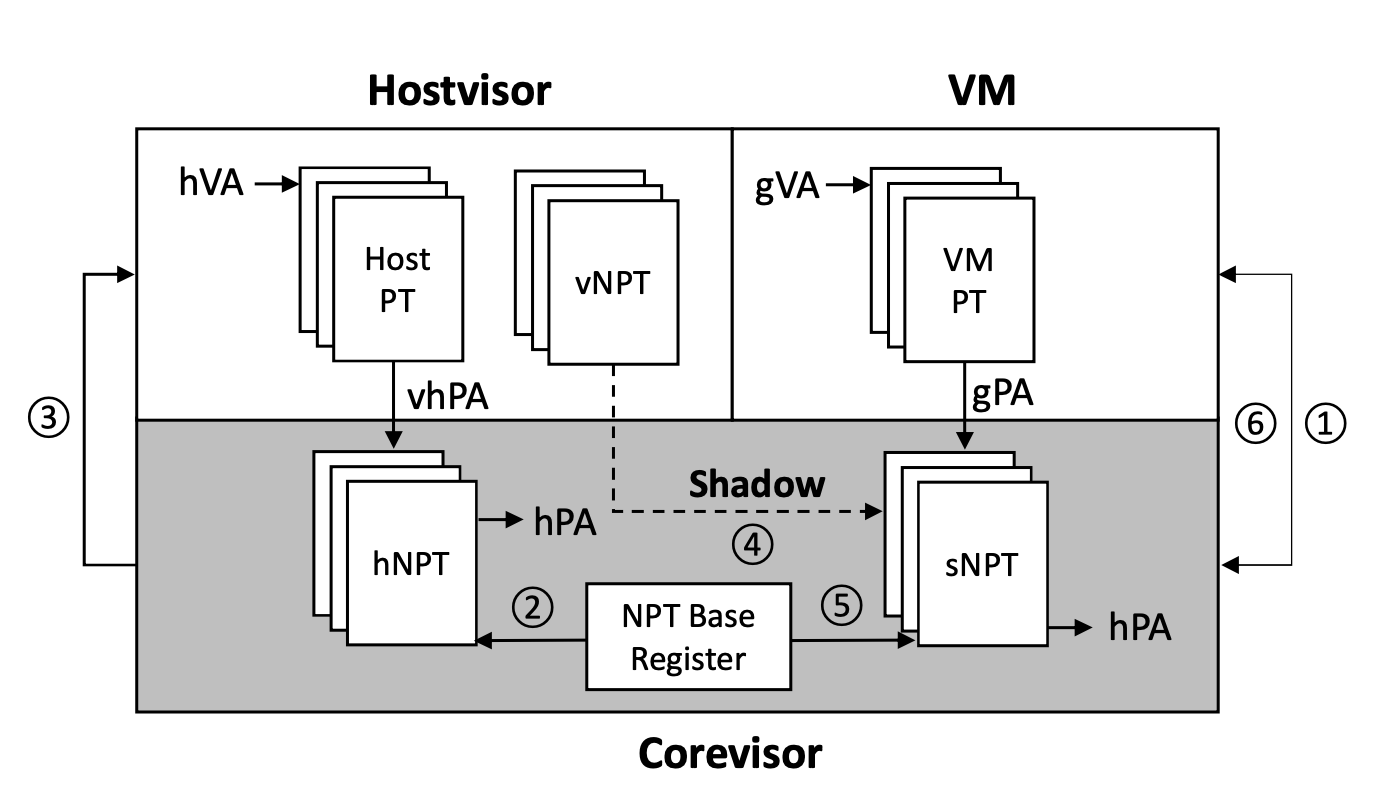 Hostvisor
VM
hVA
Host
PT
vNPT
gVA
VM
PT
vhPA
gPA
③
⑥
①
Shadow
④
hNPT
hPA
sNPT
②
NPT Base
Register
⑤
hPA
Corevisor